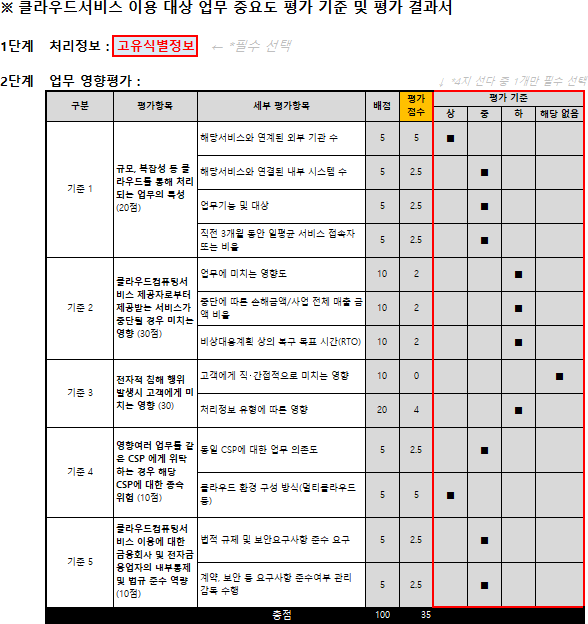 ※ 클라우드서비스 이용 대상 업무 중요도 평가 기준 및 평가 결과서
1단계 처리정보 : 고유식별정보 ← *필수 선택
2단계 업무 영향평가 : ↓ *4지 선다 중 1개만 필수 선택
구분 평가항목 세부 평가항목 배점 평가 점수 평가 기준
상 중 하 해당 없음
기준 1
규모, 복잡성 등 클
라우드를 통해 처리
되는 업무의 특성
(20점)
해당서비스와 연계된 외부 기관 수 5 5 ■
해당서비스와 연결된 내부 시스템 수 5 2.5 ■
업무기능 및 대상 5 2.5 ■
직전 3개월 동안 일평균 서비스 접속자
또는 비율 5 2.5 ■
기준 2
클라우드컴퓨팅서
비스 제공자로부터
제공받는 서비스가
중단될 경우 미치는
영향 (30점)
업무에 미치는 영향도 10 2 ■
중단에 따른 손해금액/사업 전체 매출 금
액 비율 10 2 ■
비상대응계획 상의 복구 목표 시간(RTO) 10 2 ■
기준 3
전자적 침해 행위
발생시 고객에게 미
치는 영향 (30)
고객에게 직·간접적으로 미치는 영향 10 0 ■
처리정보 유형에 따른 영향 20 4 ■
기준 4
영향여러 업무를 같
은 CSP 에게 위탁
하는 경우 해당
CSP에 대한 종속
위험 (10점)
동일 CSP에 대한 업무 의존도 5 2.5 ■
클라우드 환경 구성 방식(멀티클라우드
등) 5 5 ■
기준 5
클라우드컴퓨팅서
비스 이용에 대한
금융회사 및 전자금
융업자의 내부통제
및 법규 준수 역량
(10점)
법적 규제 및 보안요구사항 준수 요구 5 2.5 ■
계약, 보안 등 요구사항 준수여부 관리
감독 수행 5 2.5 ■
총점 100 35